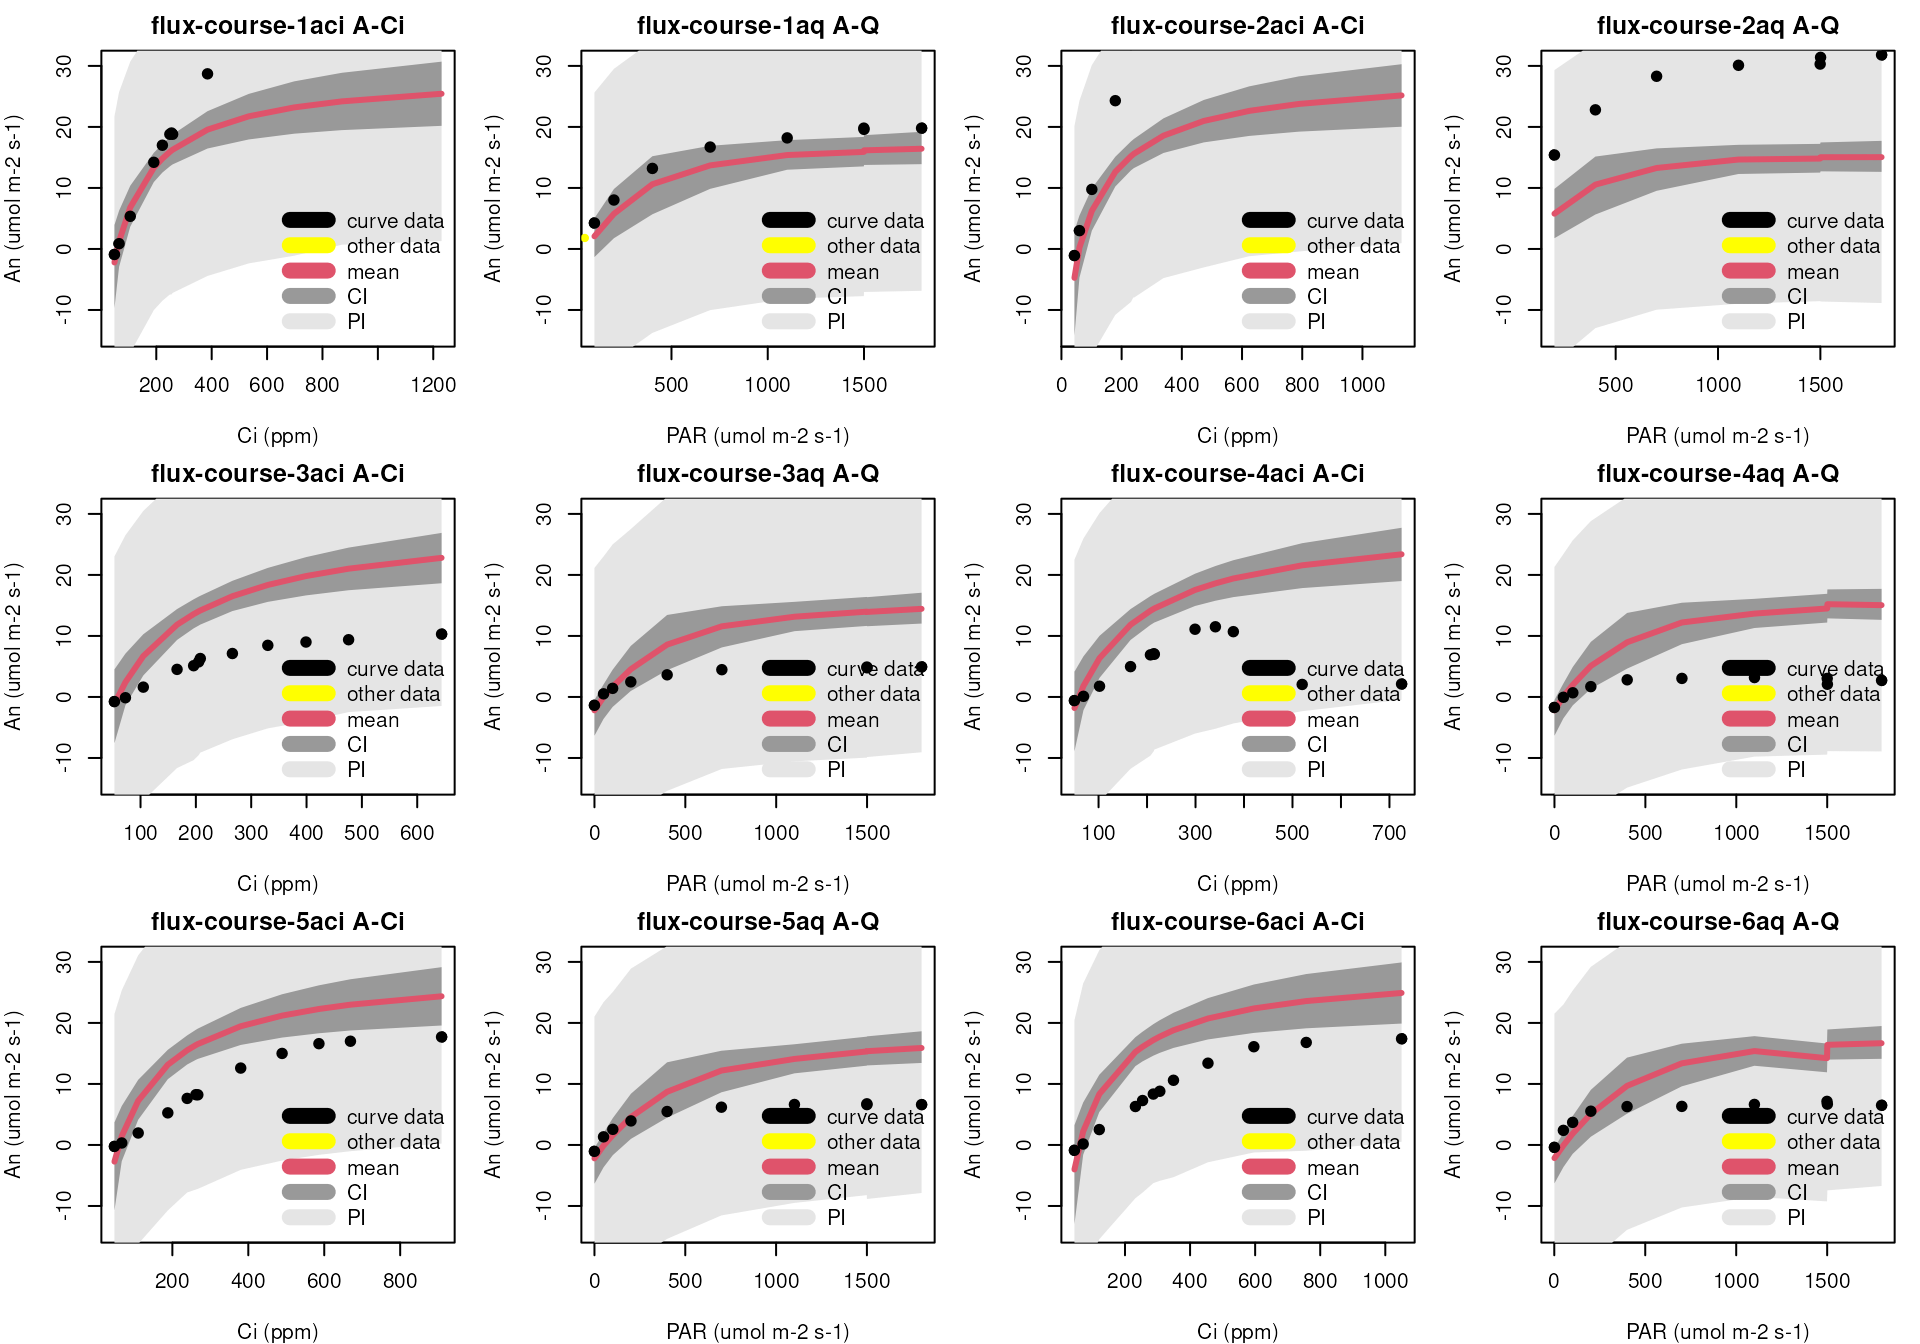 flux-course-1aci A-Ci
An (umol m-2 s-1)
30
20
10
0
-10
curve data
other data
mean
CI
PI
200 400 600 800 1200
Ci (ppm)
flux-course-1aq A-Q
An (umol m-2 s-1)
30
20
10
0
-10
curve data
other data
mean
CI
PI
500 1000 1500
PAR (umol m-2 s-1)
flux-course-2aci A-Ci
An (umol m-2 s-1)
30
20
10
0
-10
curve data
other data
mean
CI
PI
0 200 400 600 800 1000
Ci (ppm)
flux-course-2aq A-Q
An (umol m-2 s-1)
30
20
10
0
-10
curve data
other data
mean
CI
PI
500 1000 1500
PAR (umol m-2 s-1)
flux-course-3aci A-Ci
An (umol m-2 s-1)
30
20
10
0
-10
curve data
other data
mean
CI
PI
100 200 300 400 500 600
Ci (ppm)
flux-course-3aq A-Q
An (umol m-2 s-1)
30
20
10
0
-10
curve data
other data
mean
CI
PI
0 500 1000 1500
PAR (umol m-2 s-1)
flux-course-4aci A-Ci
An (umol m-2 s-1)
30
20
10
0
-10
curve data
other data
mean
CI
PI
100 300 500 700
Ci (ppm)
flux-course-4aq A-Q
An (umol m-2 s-1)
30
20
10
0
-10
curve data
other data
mean
CI
PI
0 500 1000 1500
PAR (umol m-2 s-1)
flux-course-5aci A-Ci
An (umol m-2 s-1)
30
20
10
0
-10
curve data
other data
mean
CI
PI
200 400 600 800
Ci (ppm)
flux-course-5aq A-Q
An (umol m-2 s-1)
30
20
10
0
-10
curve data
other data
mean
CI
PI
0 500 1000 1500
PAR (umol m-2 s-1)
flux-course-6aci A-Ci
An (umol m-2 s-1)
30
20
10
0
-10
curve data
other data
mean
CI
PI
200 400 600 800 1000
Ci (ppm)
flux-course-6aq A-Q
An (umol m-2 s-1)
30
20
10
0
-10
curve data
other data
mean
CI
PI
0 500 1000 1500
PAR (umol m-2 s-1)